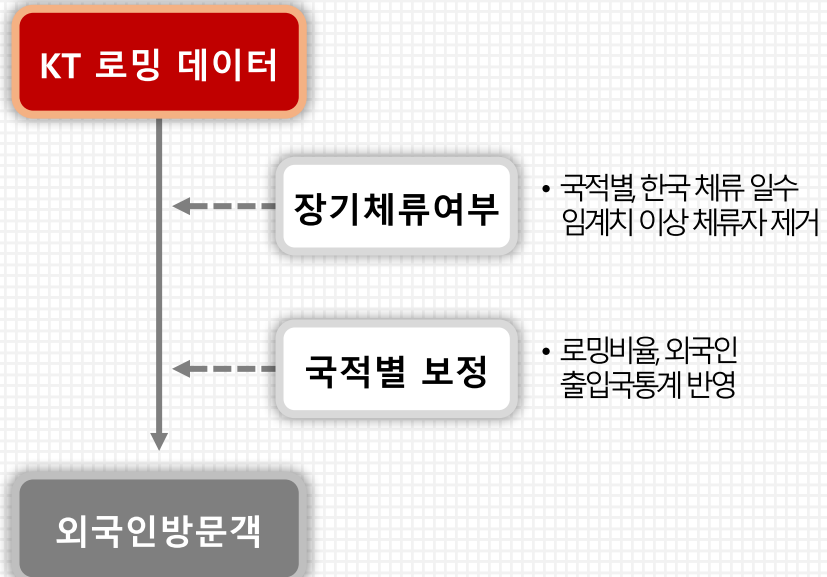 KT 로밍 데이터
장기체류여부
• 국적별, 한국 체류 일수
임계치 이상 체류자 제거
국적별 보정
• 로밍비율, 외국인
출입국통계 반영
외국인방문객